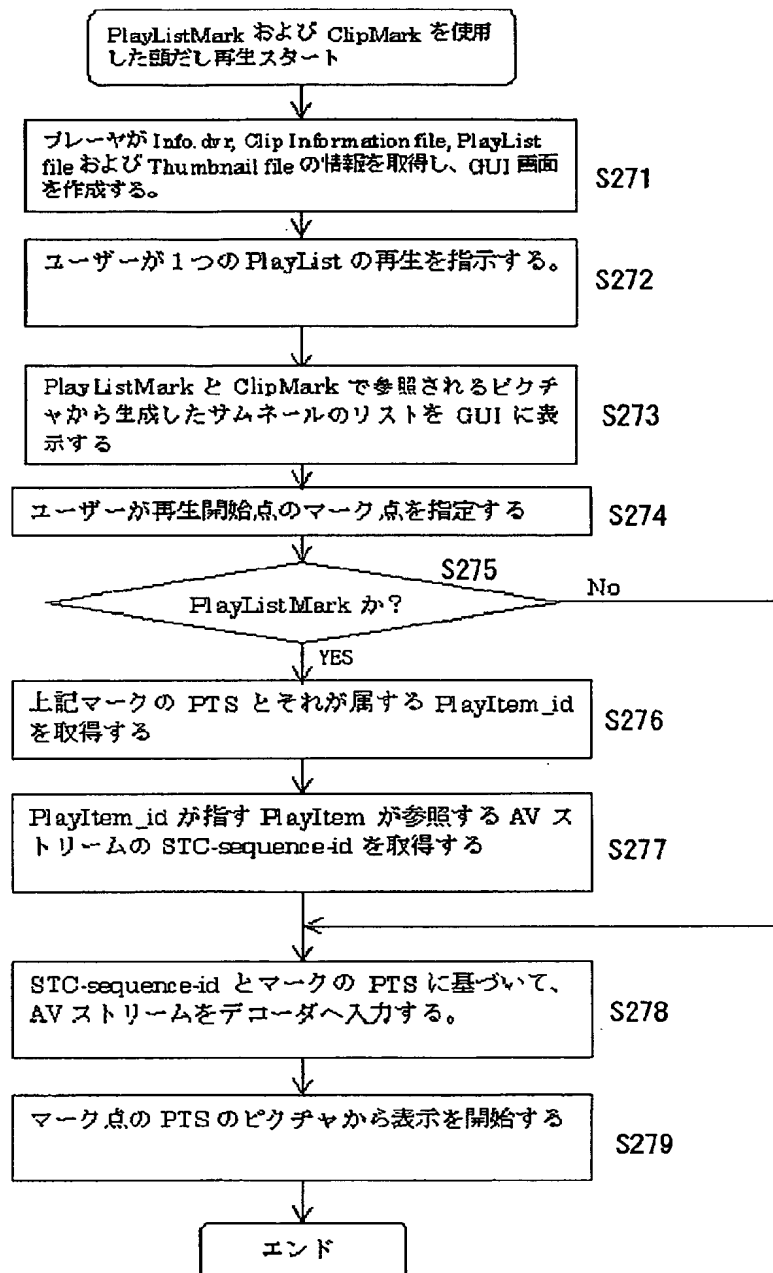 PlayListMark および ClipMark を使用
した頭だし再生スタート
プレーヤが Info.dvr, Clip Information file, PlayList
file および Thumbnail file の情報を取得し、GUI 画面
を作成する。
S271
ユーザーが１つの PlayList の再生を指示する。
S272
PlayListMark と ClipMark で参照されるピクチ
ャから生成したサムネールのリストを GUI に表
示する
S273
ユーザーが再生開始点のマーク点を指定する
S274
S275
PlayListMark か？
No
YES
上記マークの PTS とそれが属する PlayItem_id
を取得する
S276
PlayItem_id が指す PlayItem が参照する AV ス
トリームの STC-sequence-id を取得する
S277
STC-sequence-id とマークの PTS に基づいて、
AV ストリームをデコーダへ入力する。
S278
マーク点の PTS のピクチャから表示を開始する
S279
エンド